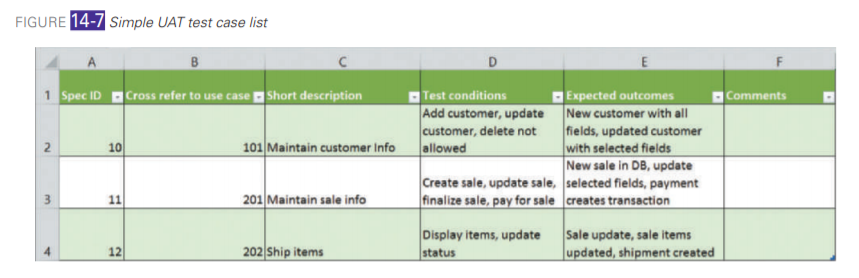 FIGURE 14-7 Simple UAT test case list
A B C D E F
1 Spec ID Cross refer to use case Short description Test conditions Expected outcomes Comments
Add customer, update New customer with all
customer, delete not fields, updated customer
2 10 101 Maintain customer Info allowed with selected fields
New sale in DB, update
Create sale, update sale, selected fields, payment
3 11 201 Maintain sale info finalize sale, pay for sale creates transaction
Display items, update Sale update, sale items
4 12 202 Ship items status updated, shipment created